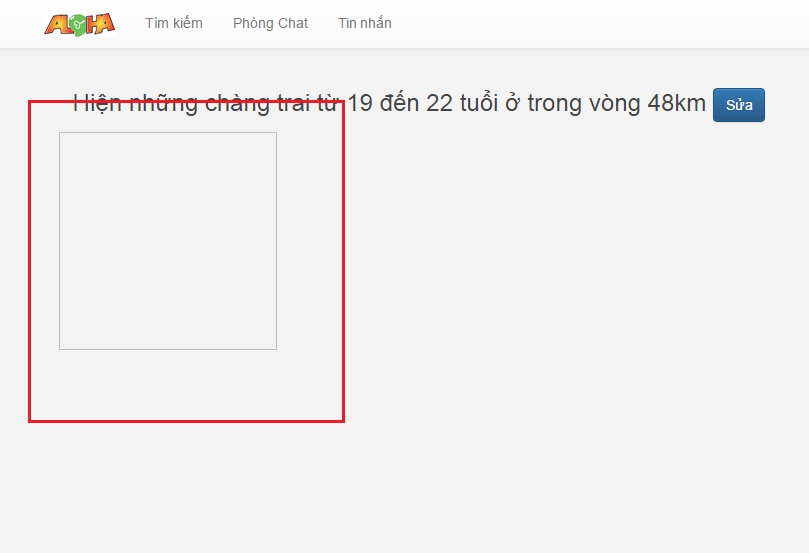 ALOHA
Tìm kiếm
Phòng Chat
Tin nhắn
Hiện những chàng trai từ 19 đến 22 tuổi ở trong vòng 48km
Sửa